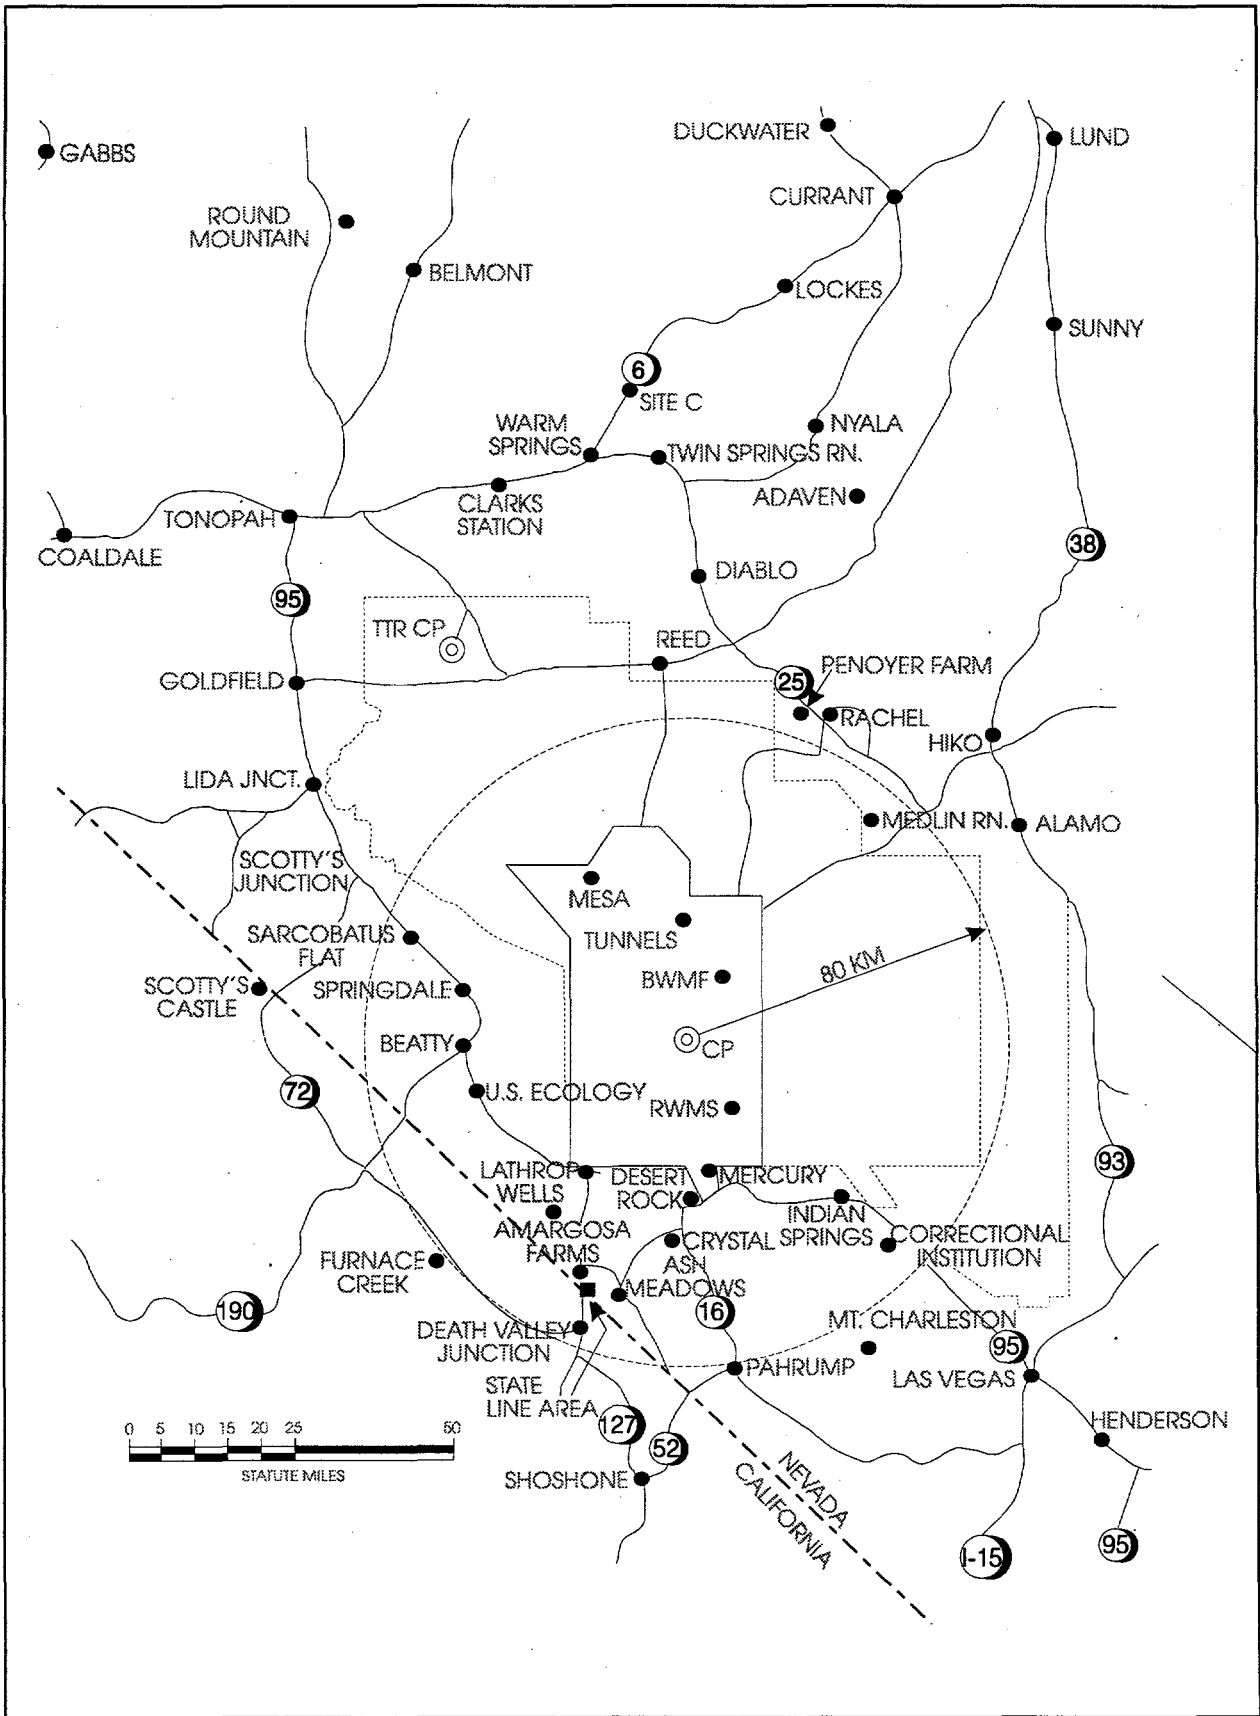 DUCKWATER
LUND
GABBS
CURRANT
ROUND
MOUNTAIN
BELMONT
LOCKES
SUNNY
6
SITE C
WARM
SPRINGS
NYALA
TWIN SPRINGS RN.
CLARKS
STATION
ADAVEN
TONOPAH
COALDALE
38
DIABLO
95
TTR CP
REED
PENOYER FARM
25
GOLDFIELD
RACHEL
HIKO
LIDA JNCT.
MEDLIN RN.
ALAMO
SCOTTY'S
JUNCTION
MESA
TUNNELS
SARCOBATUS
FLAT
80 KM
BWMF
SCOTTY'S
CASTLE
SPRINGDALE
BEATTY
CP
72
U.S. ECOLOGY
RWMS
93
LATHROP
WELLS
DESERT
ROCK
MERCURY
AMARGOSA
FARMS
INDIAN
SPRINGS
CORRECTIONAL
INSTITUTION
CRYSTAL
FURNACE
CREEK
ASH
MEADOWS
190
16
MT. CHARLESTON
DEATH VALLEY
JUNCTION
95
PAHRUMP
LAS VEGAS
STATE
LINE AREA
127
HENDERSON
0 5 10 15 20 25 50
STATUTE MILES
52
SHOSHONE
NEVADA
CALIFORNIA
I-15
95